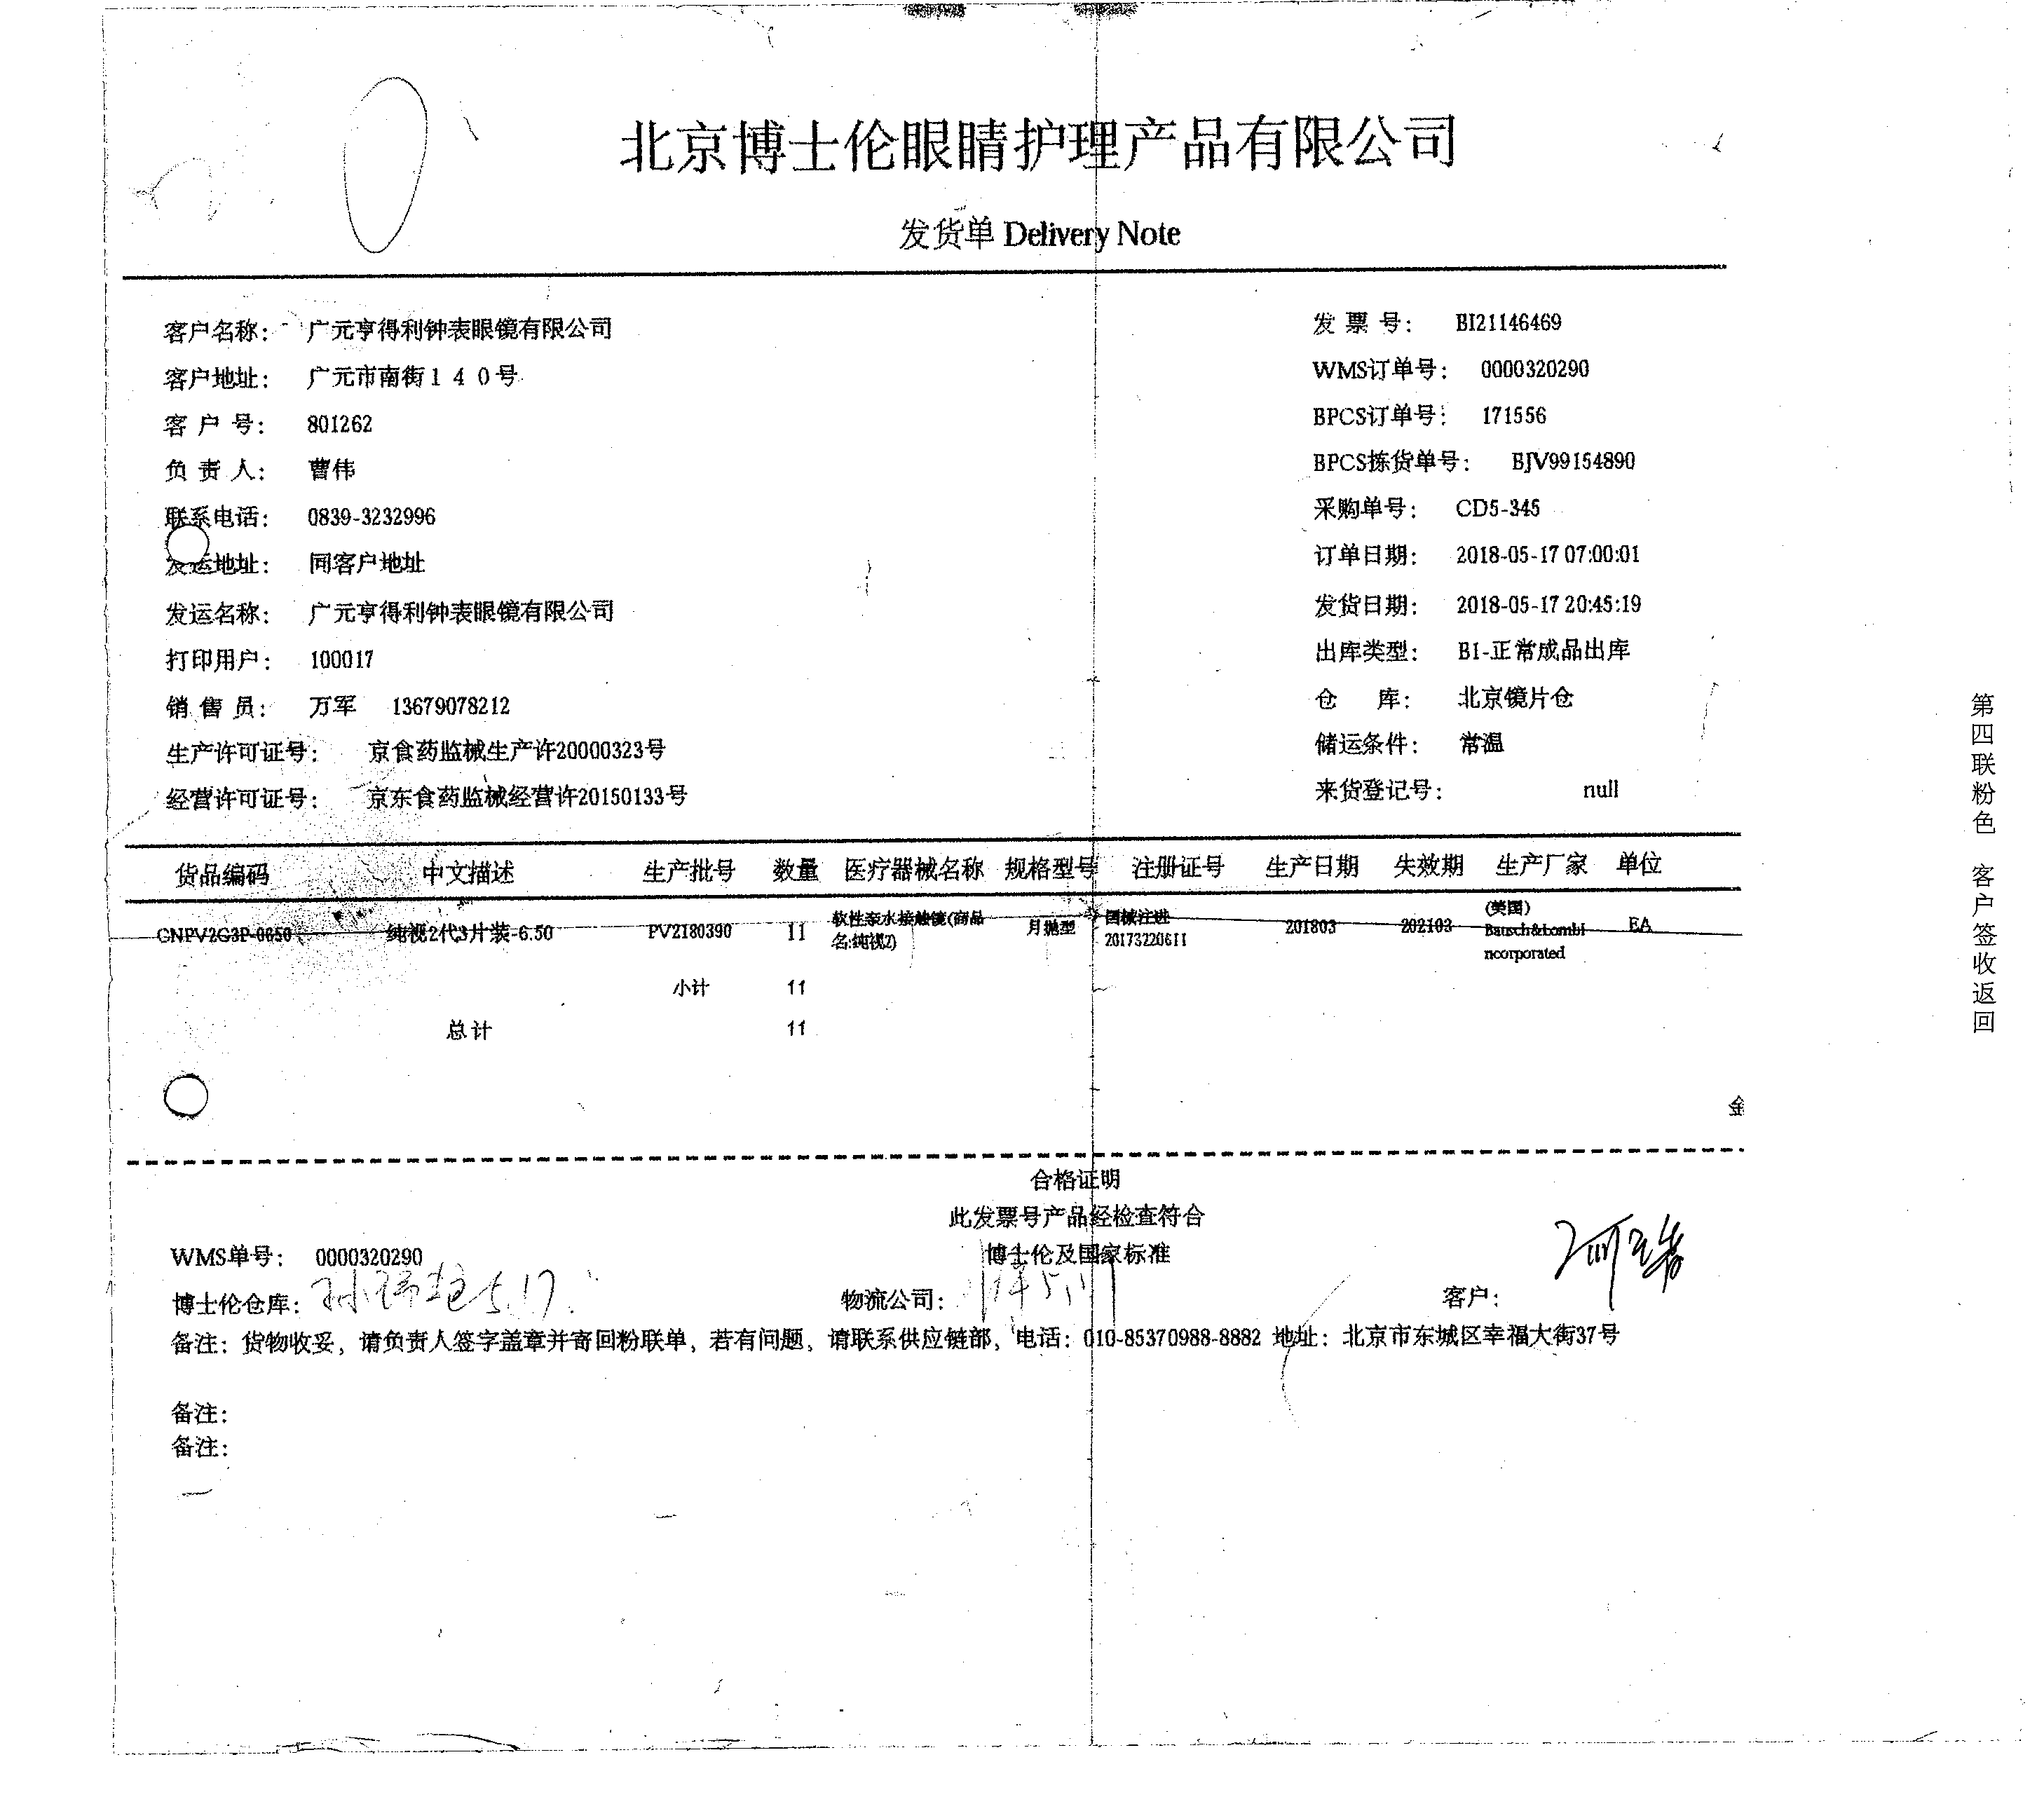 北京博士伦眼睛护理产品有限公司
发货单 Delivery Note
客户名称： 广元亨得利钟表眼镜有限公司
客户地址： 广元市南街１４０号
客 户 号： 801262
负 责 人： 曹伟
联系电话： 0839-3232996
发运地址： 同客户地址
发运名称： 广元亨得利钟表眼镜有限公司
打印用户： 100017
销 售 员： 万军 13679078212
生产许可证号： 京食药监械生产许20000323号
经营许可证号： 京东食药监械经营许20150133号
发 票 号： BI21146469
WMS订单号： 0000320290
BPCS订单号： 171556
BPCS拣货单号： BJV99154890
采购单号： CD5-345
订单日期： 2018-05-17 07:00:01
发货日期： 2018-05-17 20:45:19
出库类型： BI-正常成品出库
仓 库： 北京镜片仓
储运条件： 常温
来货登记号： null
货品编码 中文描述 生产批号 数量 医疗器械名称 规格型号 注册证号 生产日期 失效期 生产厂家 单位
CNPV2G3P-0650 纯视2代3片装-6.50 PV2180390 11 软性亲水接触镜(商品名:纯视2) 月抛型 国械注进20173220611 201803 202103 (美国) Bausch&lombIncorporated EA
小计 11
总计 11
金
合格证明
此发票号产品经检查符合
博士伦及国家标准
WMS单号： 0000320290
博士伦仓库： 5.17.
物流公司：
客户：
备注：货物收妥，请负责人签字盖章并寄回粉联单，若有问题，请联系供应链部，电话：010-85370988-8882 地址：北京市东城区幸福大街37号
备注：
备注：
第四联粉色 客户签收返回